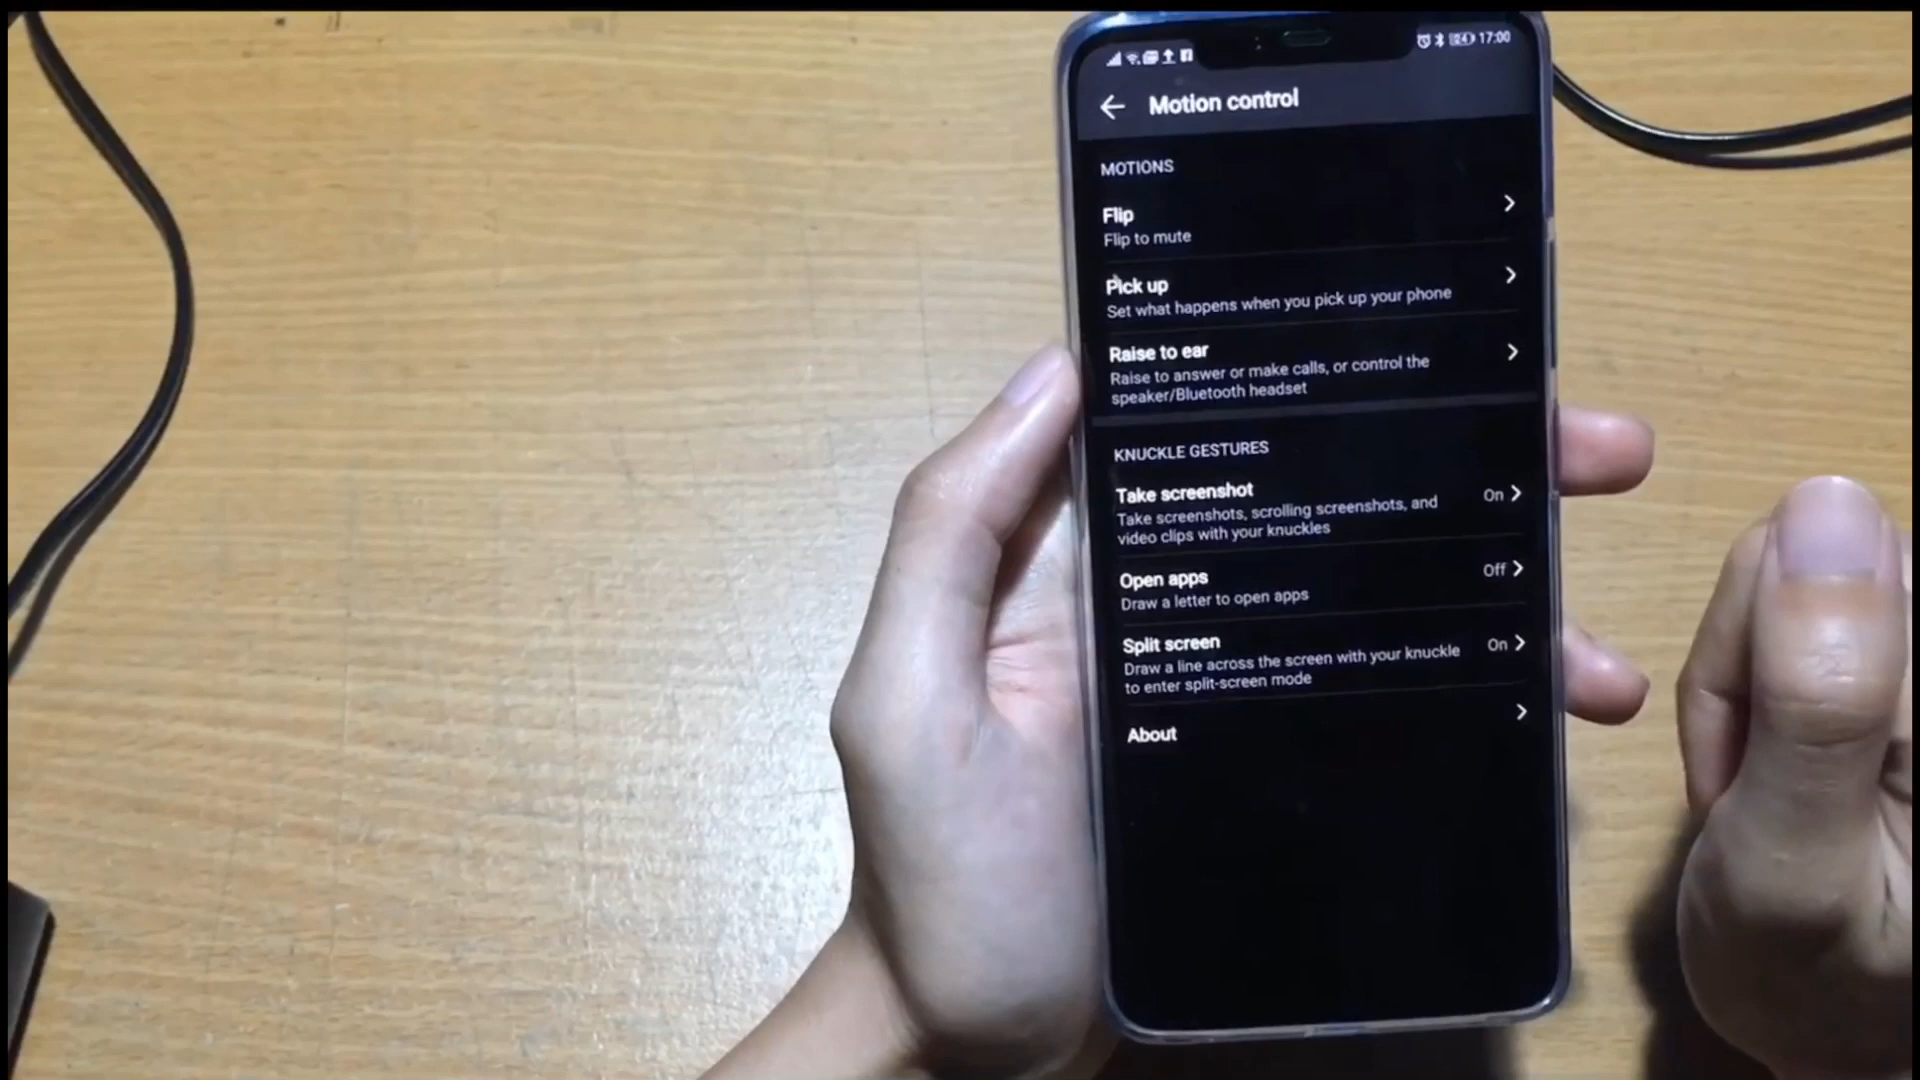 17:00
Motion control
MOTIONS
Flip
Flip to mute
Pick up
Set what happens when you pick up your phone
Raise to ear
Raise to answer or make calls, or control the
speaker/Bluetooth headset
KNUCKLE GESTURES
Take screenshot
On
Take screenshots, scrolling screenshots, and
video clips with your knuckles
Open apps
Off
Draw a letter to open apps
Split screen
On
Draw a line across the screen with your knuckle
to enter split-screen mode
About